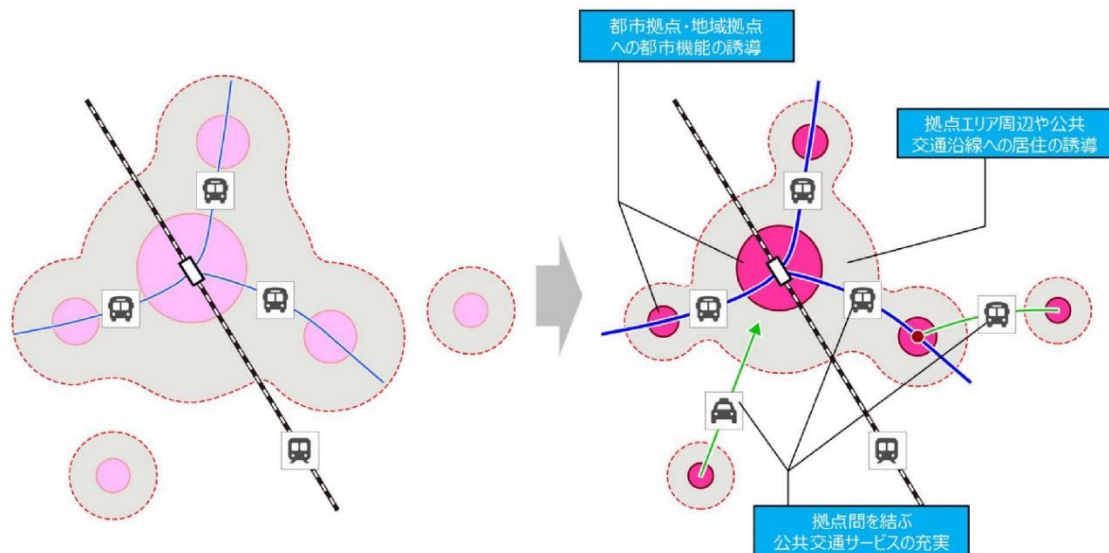 都市拠点・地域拠点
への都市機能の誘導
拠点エリア周辺や公共
交通沿線への居住の誘導
拠点間を結ぶ
公共交通サービスの充実